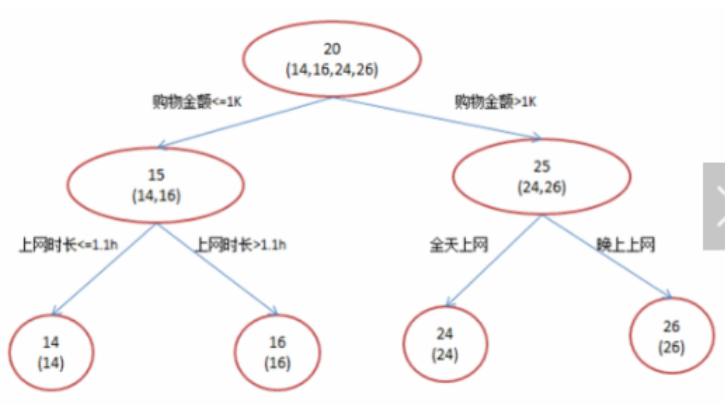 20
(14,16,24,26)
购物金额<=1K
购物金额>1K
15
(14,16)
25
(24,26)
上网时长<=1.1h
上网时长>1.1h
全天上网
晚上上网
14
(14)
16
(16)
24
(24)
26
(26)